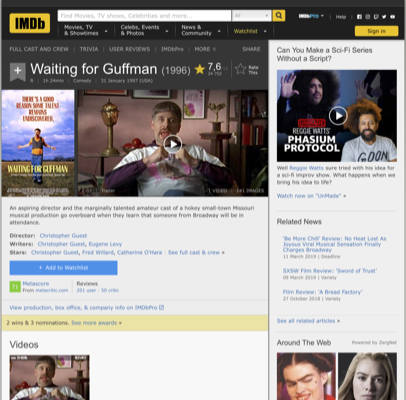 IMDb
Find Movies, TV shows, Celebrities and more...
All
IMDbPro
Help
Movies, TV
& Showtimes
Celebs, Events
& Photos
News &
Community
Watchlist
Sign in
FULL CAST AND CREW | TRIVIA | USER REVIEWS | IMDbPro | MORE
SHARE
Waiting for Guffman (1996)
7,6
Rate
This
1h 24min | Comedy | 31 January 1997 (USA)
THERE'S A GOOD
REASON SOME TALENT
REMAINS
UNDISCOVERED.
WAITING FOR GUFFMAN
Trailer
1 VIDEO
141 IMAGES
An aspiring director and the marginally talented amateur cast of a hokey small-town Missouri
musical production go overboard when they learn that someone from Broadway will be in
attendance.
Director: Christopher Guest
Writers: Christopher Guest, Eugene Levy
Stars: Christopher Guest, Fred Willard, Catherine O'Hara | See full cast & crew »
+ Add to Watchlist
71
Metascore
From metacritic.com
Reviews
201 user
50 critic
View production, box office, & company info on IMDbPro
2 wins & 3 nominations. See more awards »
Videos
Can You Make a Sci-Fi Series
Without a Script?
REGGIE WATTS'
PHASIUM
PROTOCOL
Well Reggie Watts sure tried with his idea for
a sci-fi improv show. What happens when we
bring his idea to life?
Watch now on "UnMade" »
Related News
'Be More Chill' Review: No Heat Lost As
Joyous Viral Musical Sensation Finally
Charges Broadway
11 March 2019 | Deadline
SXSW Film Review: 'Sword of Trust'
09 March 2019 | Variety
Film Review: 'A Bread Factory'
27 October 2018 | Variety
See all related articles »
Around The Web
Powered by ZergNet